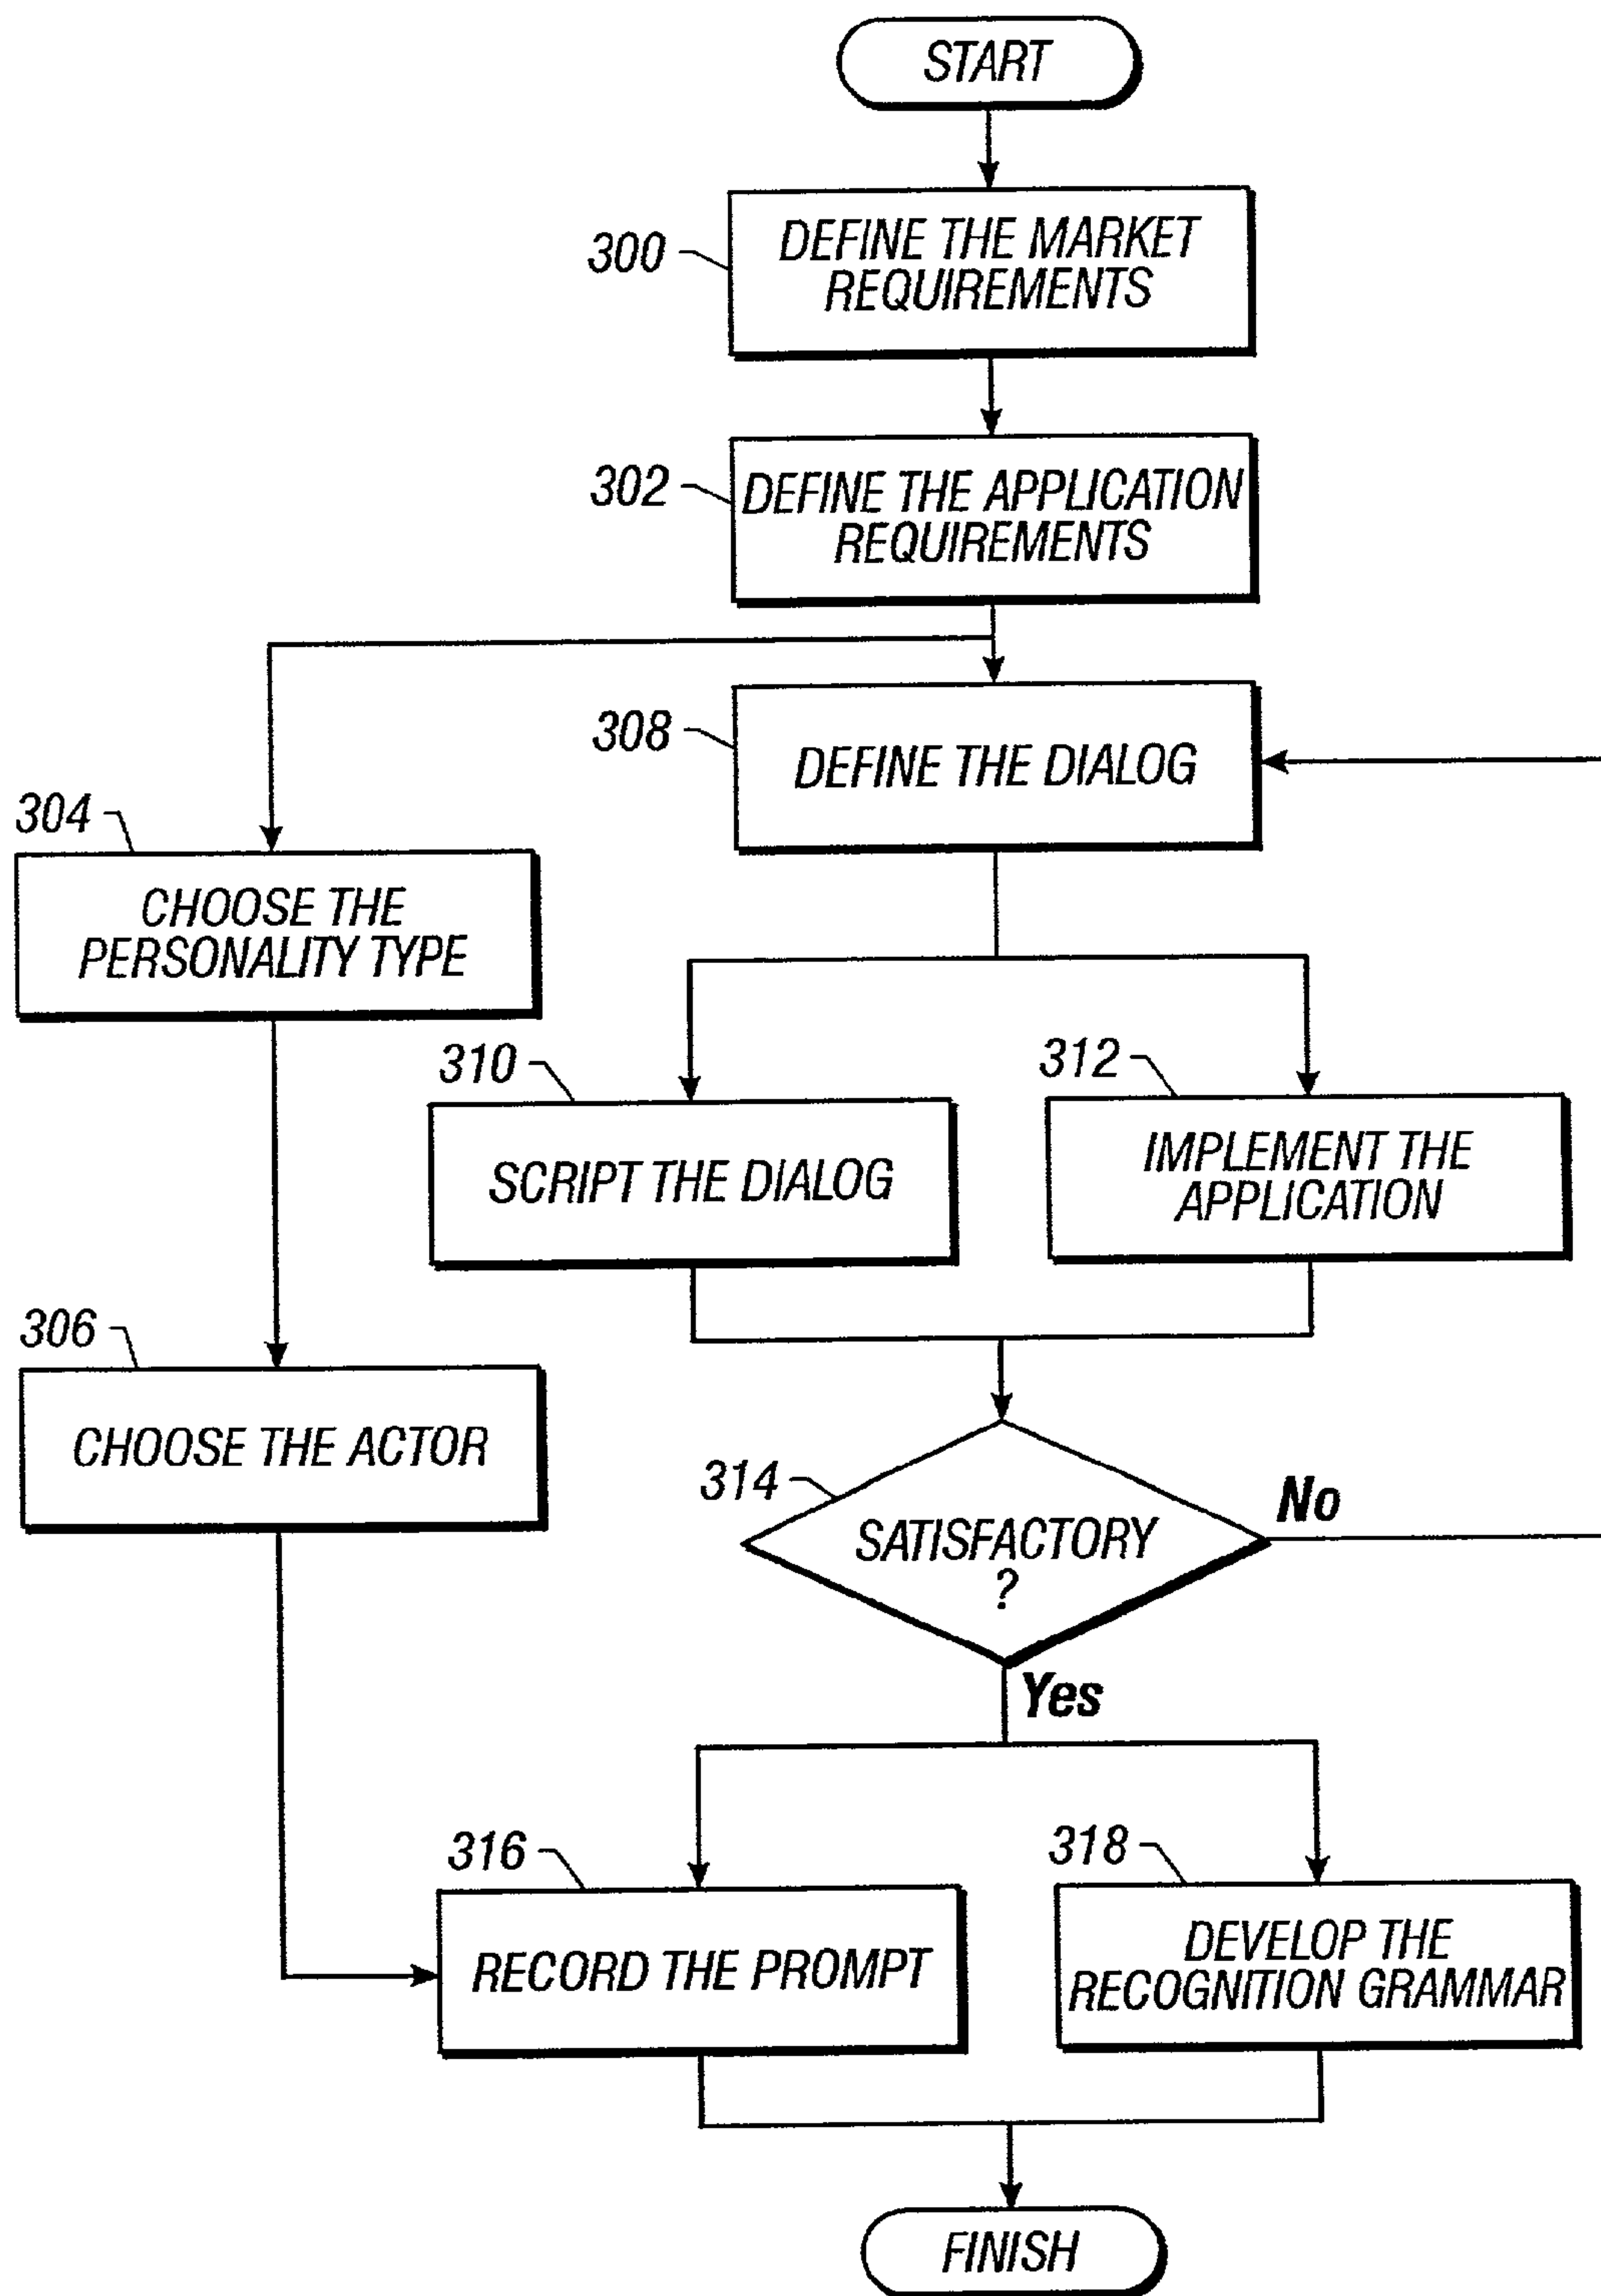 START
300
DEFINE THE MARKET
REQUIREMENTS
302
DEFINE THE APPLICATION
REQUIREMENTS
308
DEFINE THE DIALOG
304
CHOOSE THE
PERSONALITY TYPE
310
SCRIPT THE DIALOG
312
IMPLEMENT THE
APPLICATION
306
CHOOSE THE ACTOR
314
SATISFACTORY
?
No
Yes
316
RECORD THE PROMPT
318
DEVELOP THE
RECOGNITION GRAMMAR
FINISH